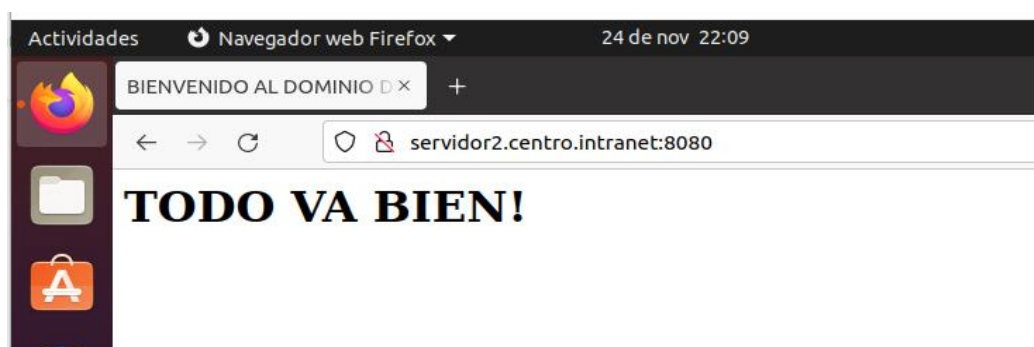 Actividades Navegador web Firefox 24 de nov 22:09
BIENVENIDO AL DOMINIO D
servidor2.centro.intranet:8080
TODO VA BIEN!